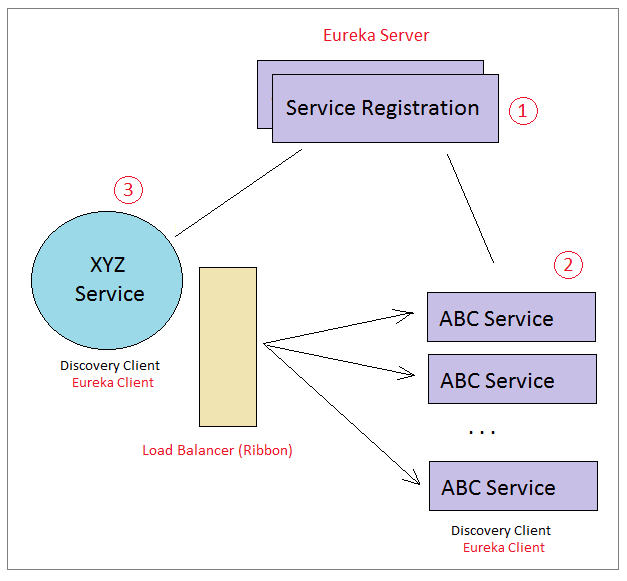 Eureka Server
Service Registration
1
3
XYZ
Service
Discovery Client
Eureka Client
Load Balancer (Ribbon)
2
ABC Service
ABC Service
. . .
ABC Service
Discovery Client
Eureka Client